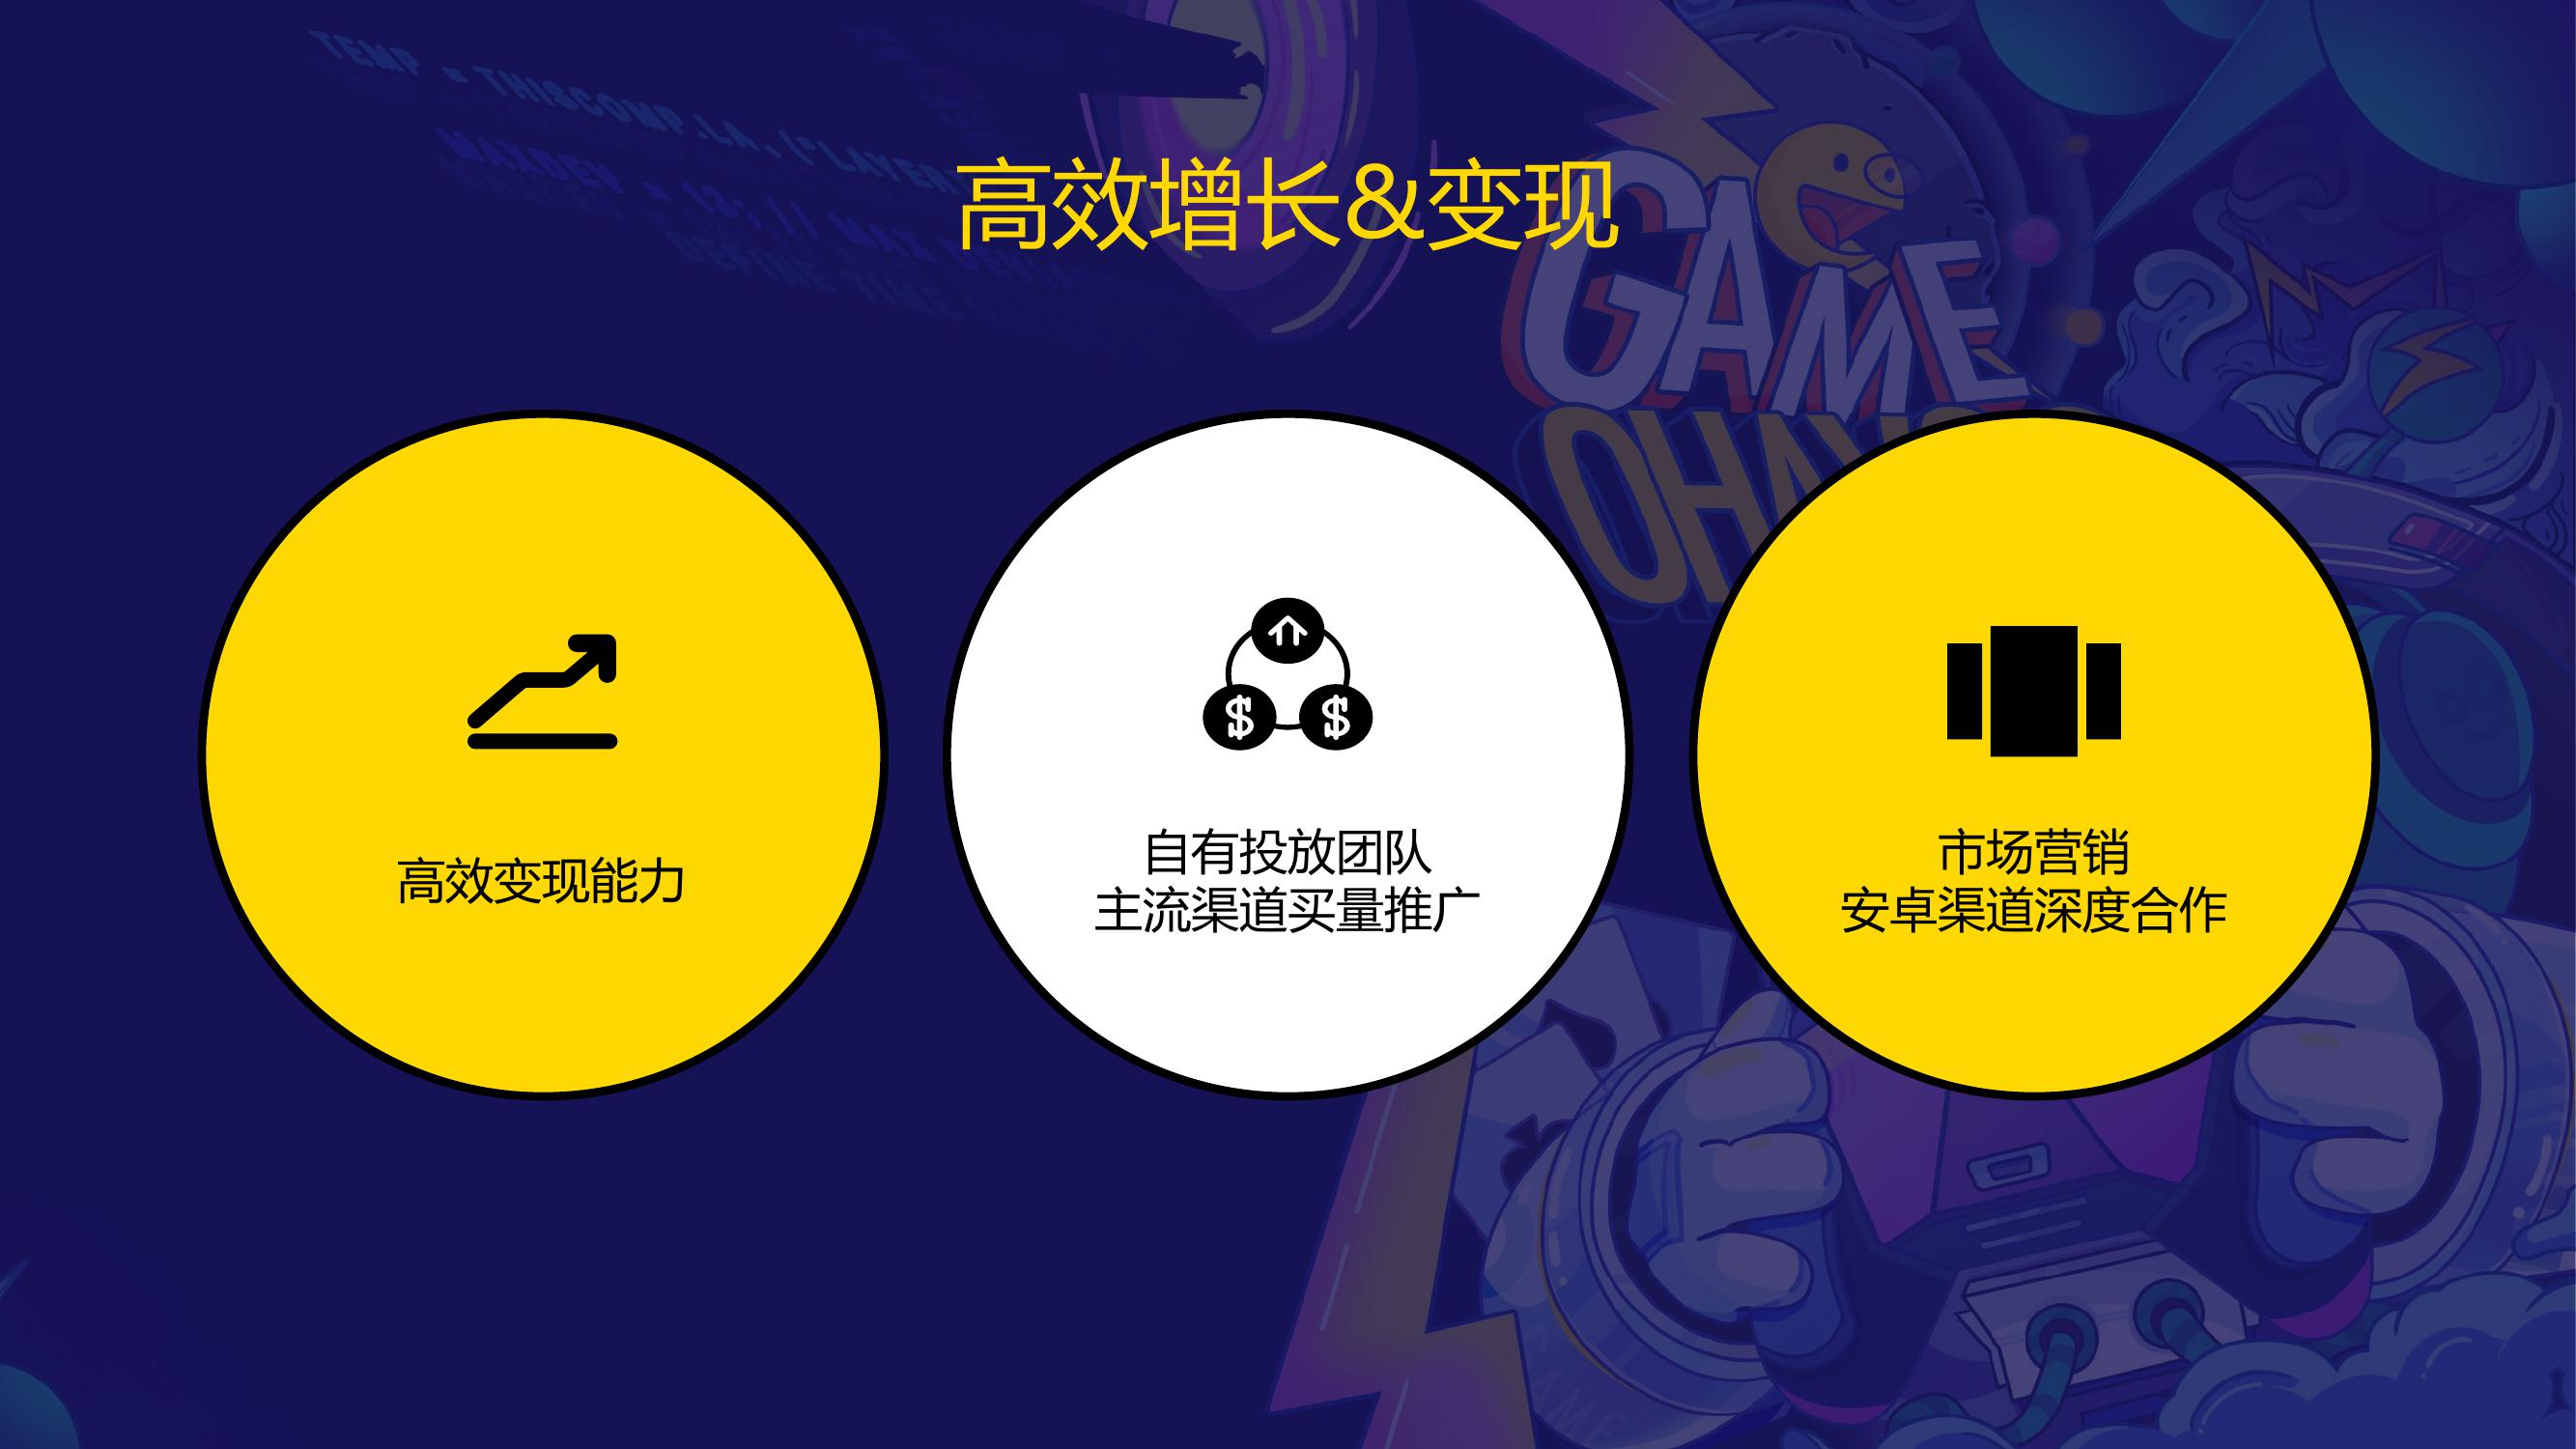 高效增长&变现
GAME
高效变现能力
自有投放团队
主流渠道买量推广
市场营销
安卓渠道深度合作